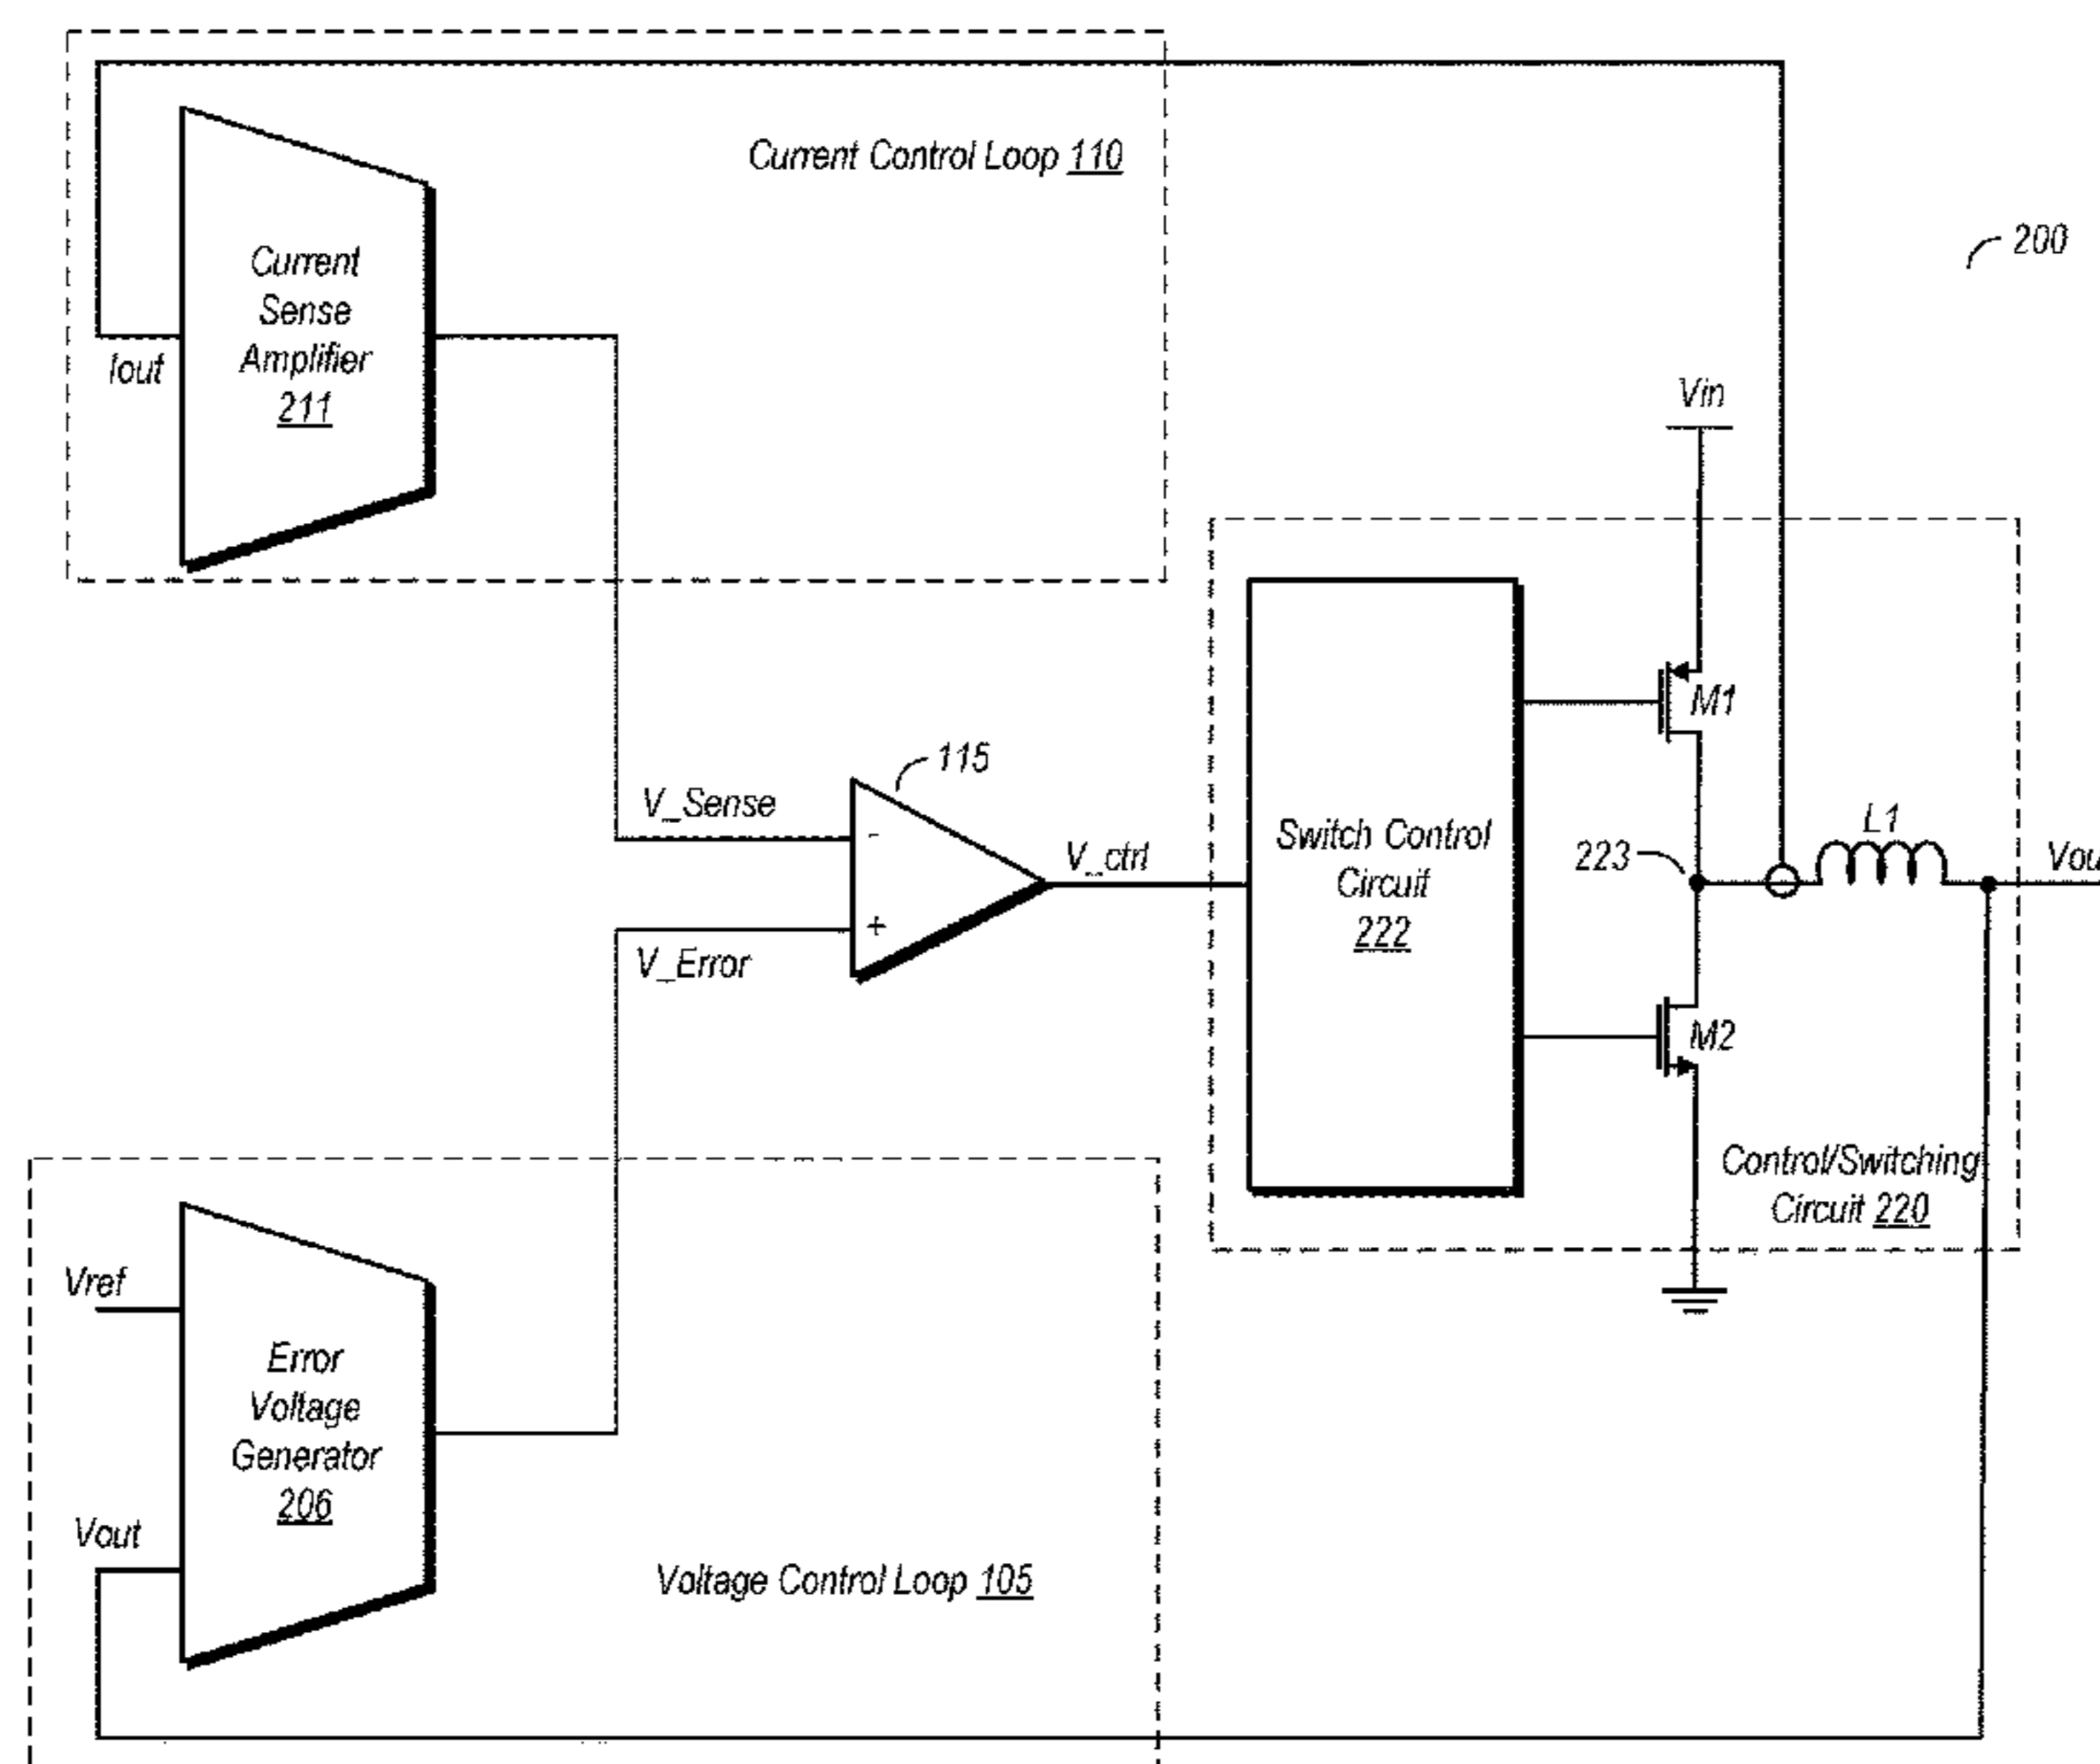 Current Control Loop 110
200
Current
Sense
Amplifier
211
Iout
Vin
M1
115
V_Sense
-
V_ctrl
L1
223
Vou
Switch Control
Circuit
222
+
V_Error
M2
Control/Switching
Circuit 220
Vref
Error
Voltage
Generator
206
Vout
Voltage Control Loop 105